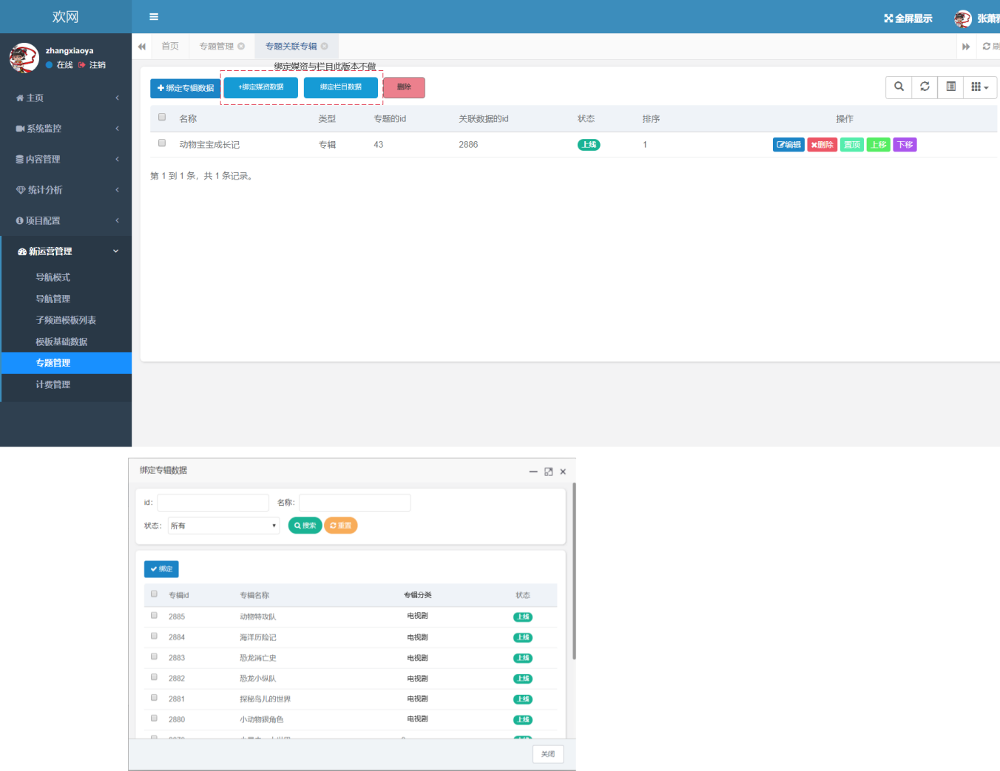 欢网
全屏显示
张萧雅
zhangxiaoya
在线 注销
首页
专题管理
专题关联专辑
主页
系统监控
内容管理
统计分析
项目配置
新运营管理
导航模式
导航管理
子频道模板列表
模板基础数据
专题管理
计费管理
绑定媒资与栏目此版本不做
绑定专辑数据
+绑定媒资数据
绑定栏目数据
删除
名称 类型 专题的id 关联数据的id 状态 排序 操作
动物宝宝成长记 专辑 43 2886 上线 1 编辑 删除 置顶 上移 下移
第 1 到 1 条，共 1 条记录。
绑定专辑数据
id： 名称：
状态： 所有 搜索 重置
绑定
专辑id 专辑名称 专辑分类 状态
2885 动物特攻队 电视剧 上线
2884 海洋历险记 电视剧 上线
2883 恐龙消亡史 电视剧 上线
2882 恐龙小纵队 电视剧 上线
2881 探秘鸟儿的世界 电视剧 上线
2880 小动物狠角色 电视剧 上线
关闭